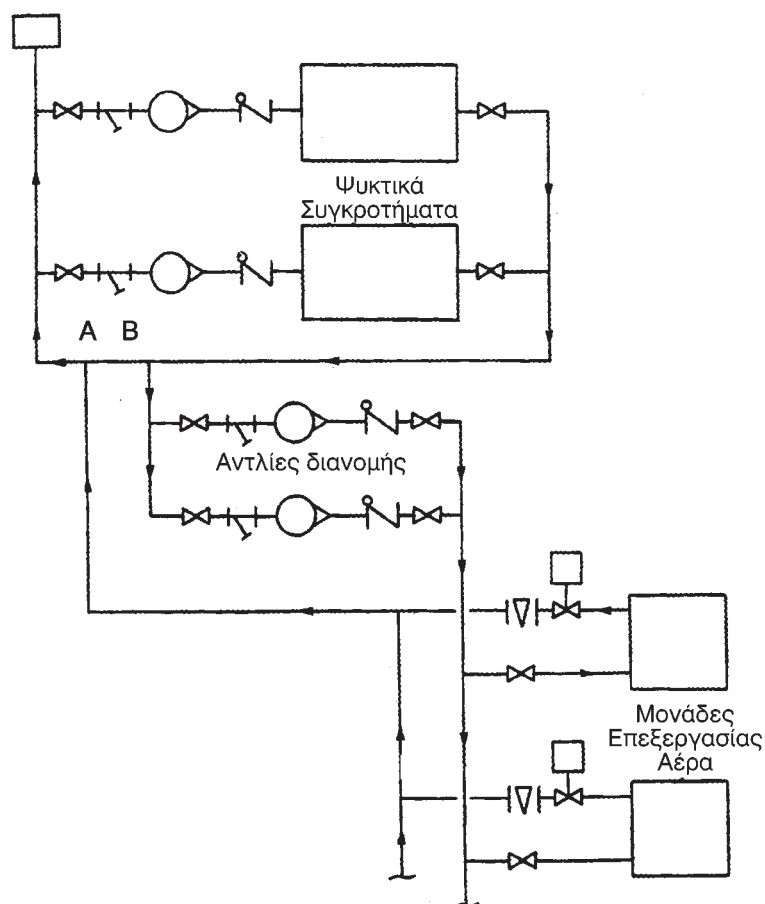 Ψυκτικά
Συγκροτήματα
A B
Αντλίες διανομής
Μονάδες
Επεξεργασίας
Αέρα